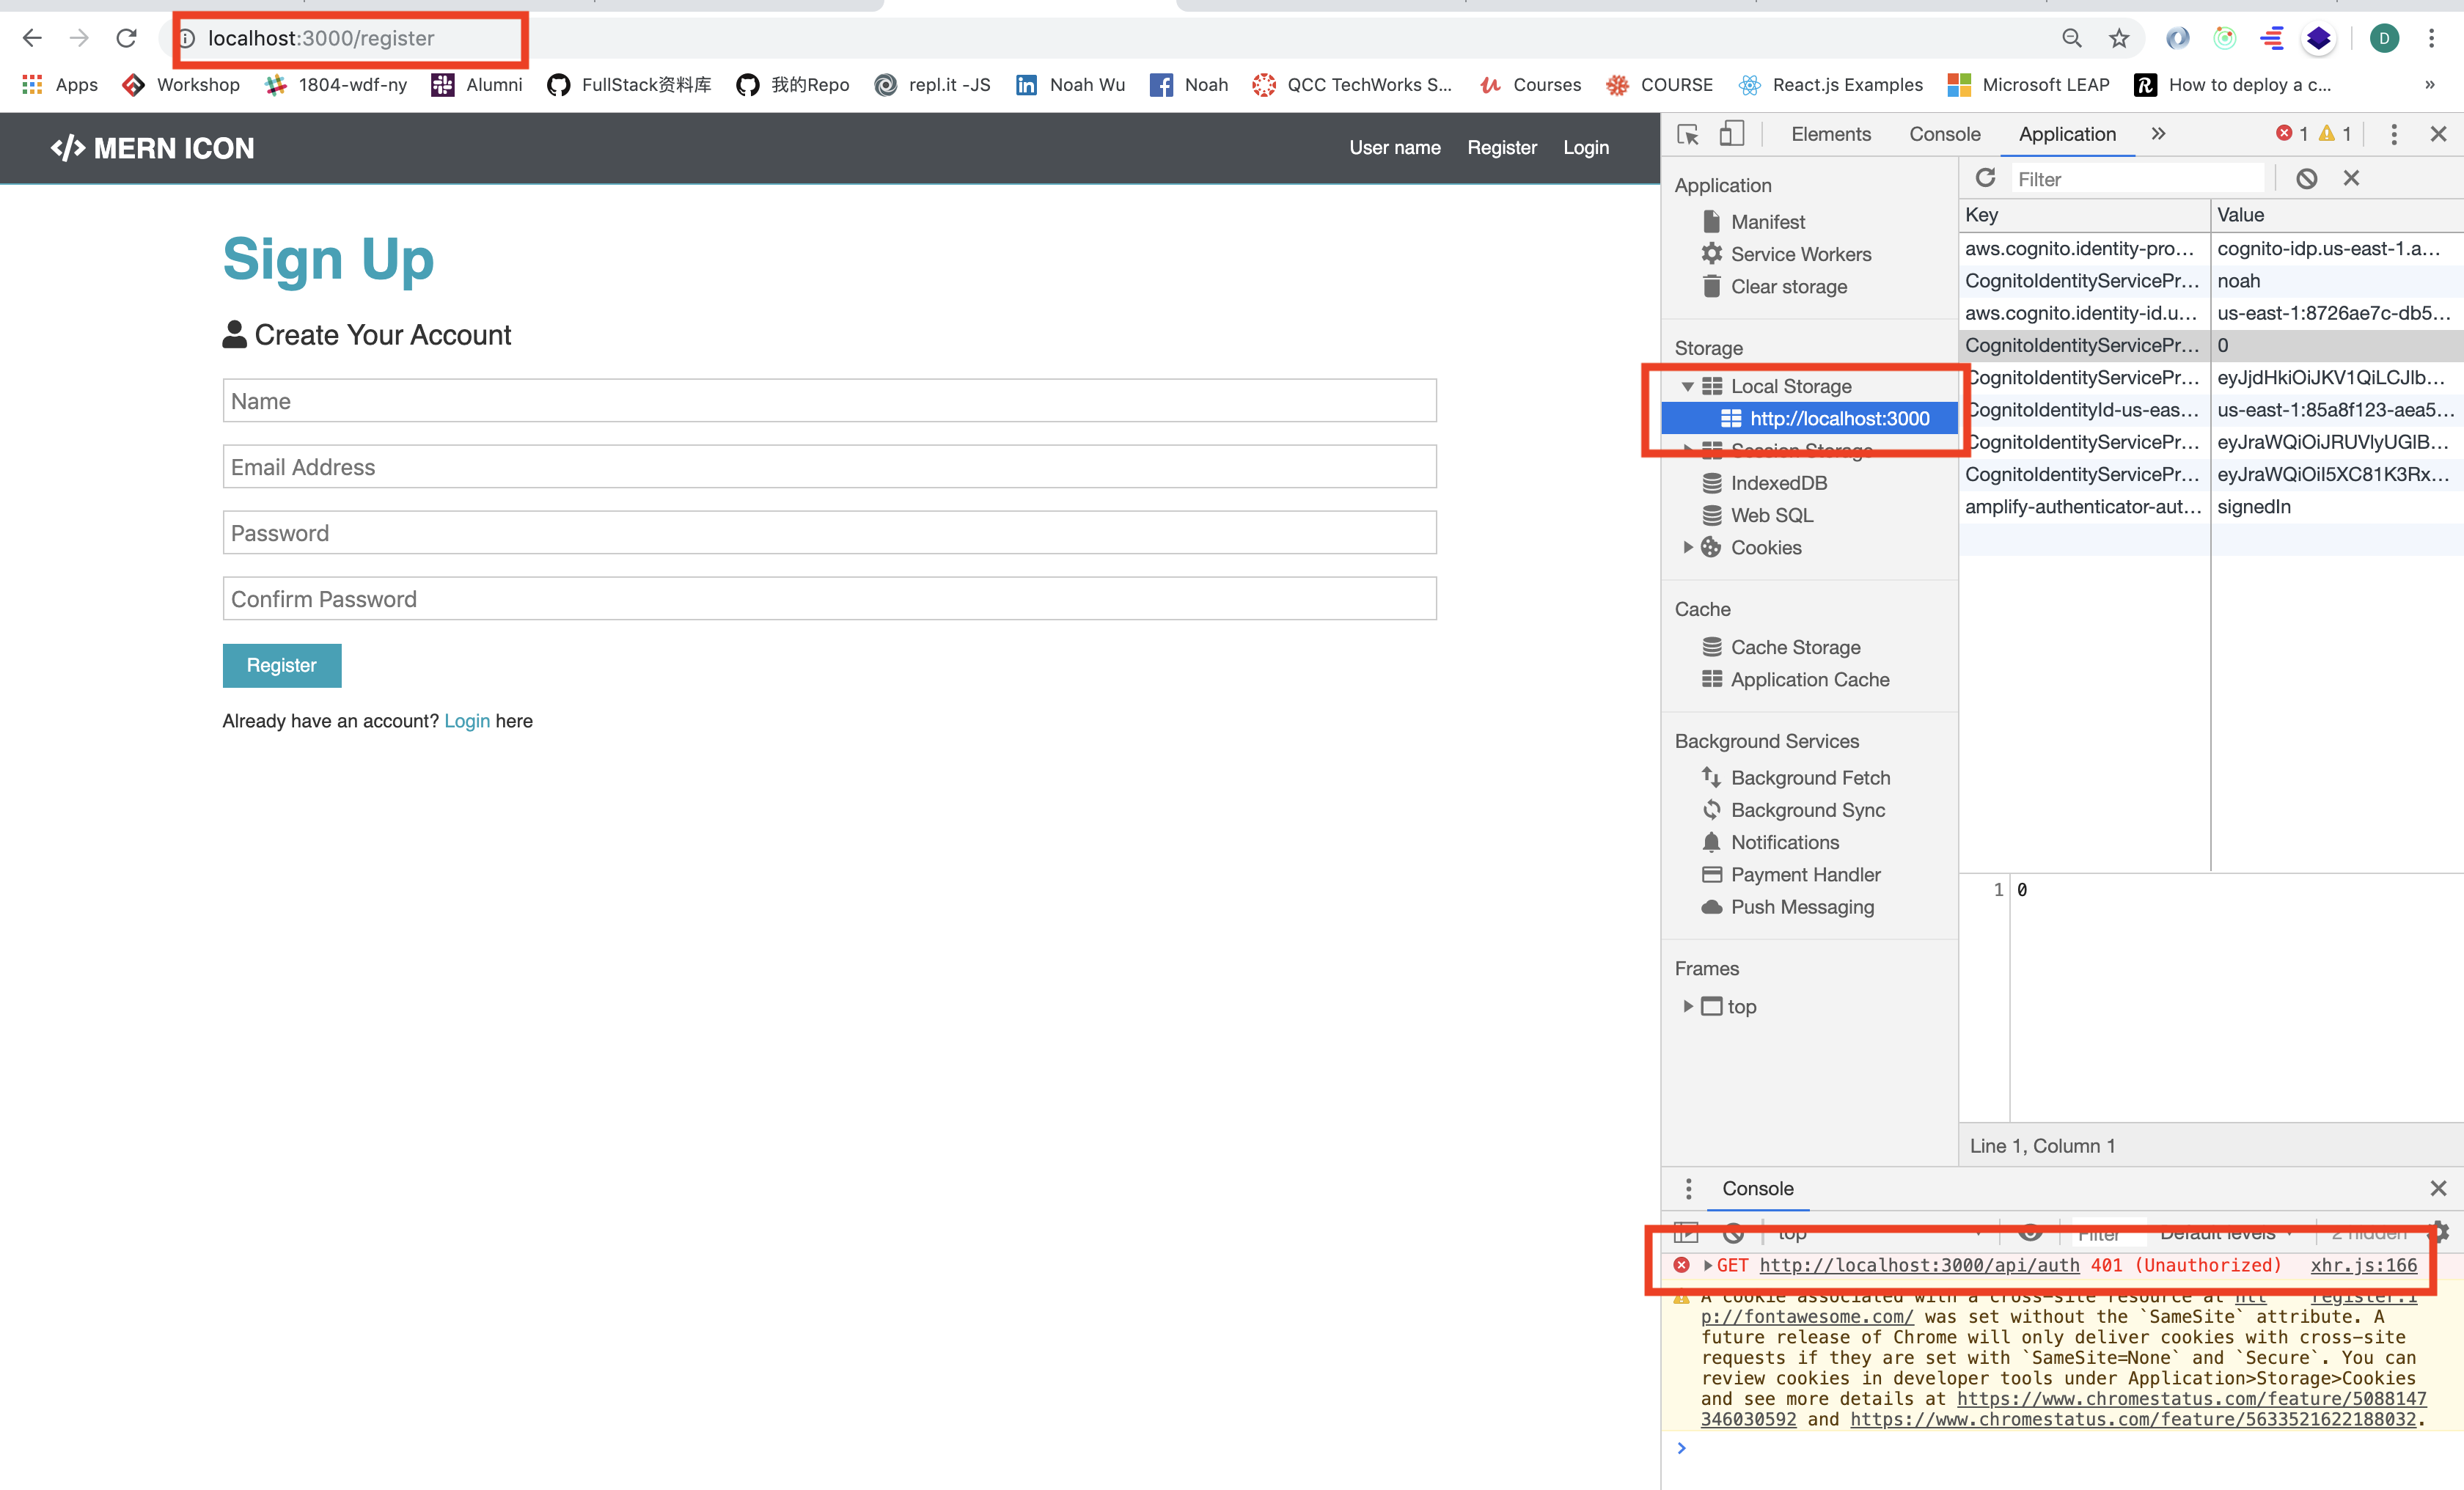 localhost:3000/register
D
Apps Workshop 1804-wdf-ny Alumni FullStack资料库 我的Repo repl.it -JS Noah Wu Noah QCC TechWorks S... Courses COURSE React.js Examples Microsoft LEAP How to deploy a c... »
</> MERN ICON User name Register Login
Sign Up
Create Your Account
Name
Email Address
Password
Confirm Password
Register
Already have an account? Login here
Elements Console Application » 1 1
Application
Manifest
Service Workers
Clear storage
Storage
Local Storage
http://localhost:3000
Session Storage
IndexedDB
Web SQL
Cookies
Cache
Cache Storage
Application Cache
Background Services
Background Fetch
Background Sync
Notifications
Payment Handler
Push Messaging
Frames
top
Filter
Key Value
aws.cognito.identity-pro... cognito-idp.us-east-1.a...
CognitoIdentityServicePr... noah
aws.cognito.identity-id.u... us-east-1:8726ae7c-db5...
CognitoIdentityServicePr... 0
CognitoIdentityServicePr... eyJjdHkiOiJKV1QiLCJlb...
CognitoIdentityId-us-eas... us-east-1:85a8f123-aea5...
CognitoIdentityServicePr... eyJraWQiOiJRUVlyUGlB...
CognitoIdentityServicePr... eyJraWQiOiI5XC81K3Rx...
amplify-authenticator-aut... signedIn
1 0
Line 1, Column 1
Console
top Filter Default levels 2 hidden
GET http://localhost:3000/api/auth 401 (Unauthorized) xhr.js:166
A cookie associated with a cross-site resource at htt register:1
p://fontawesome.com/ was set without the `SameSite` attribute. A
future release of Chrome will only deliver cookies with cross-site
requests if they are set with `SameSite=None` and `Secure`. You can
review cookies in developer tools under Application>Storage>Cookies
and see more details at https://www.chromestatus.com/feature/5088147
346030592 and https://www.chromestatus.com/feature/5633521622188032.